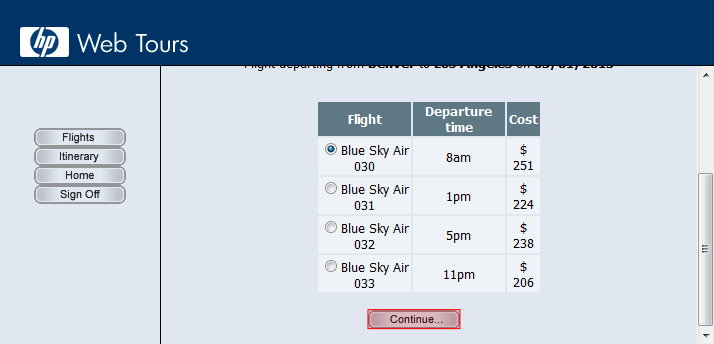 hp Web Tours
Flight departing from Denver to Los Angeles on
Flights
Itinerary
Home
Sign Off
Flight Departure time Cost
Blue Sky Air 030 8am $ 251
Blue Sky Air 031 1pm $ 224
Blue Sky Air 032 5pm $ 238
Blue Sky Air 033 11pm $ 206
Continue...